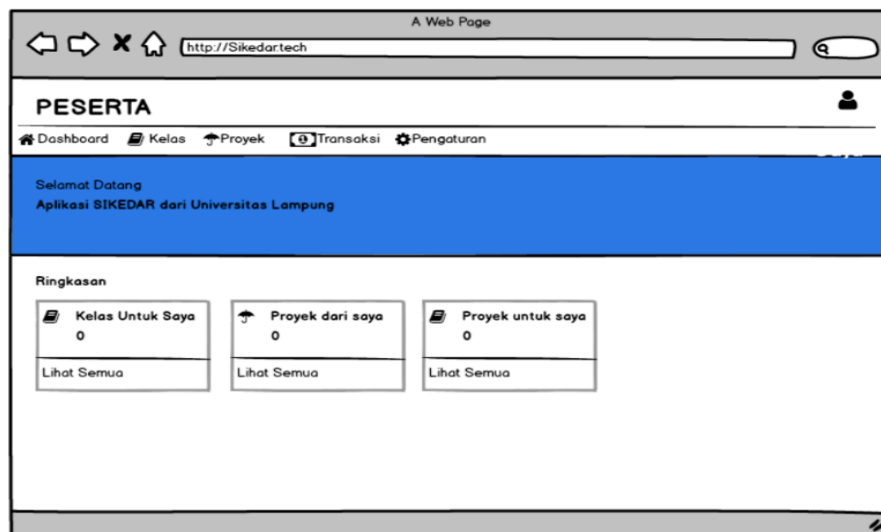 A Web Page
http://Sikedar.tech
PESERTA
Dashboard Kelas Proyek Transaksi Pengaturan
Selamat Datang
Aplikasi SIKEDAR dari Universitas Lampung
Ringkasan
Kelas Untuk Saya Proyek dari saya Proyek untuk saya
0 0 0
Lihat Semua Lihat Semua Lihat Semua